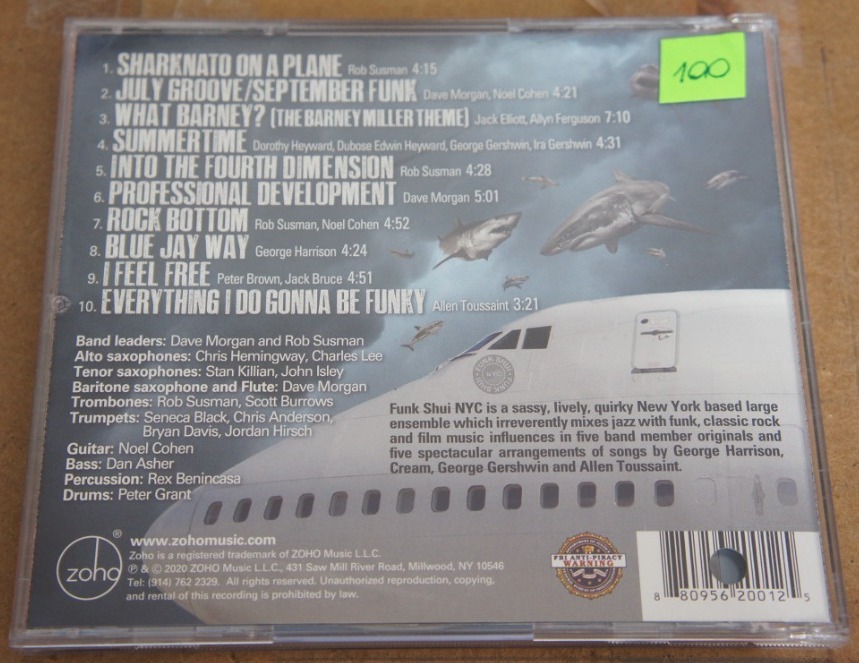 100
1. SHARKNATO ON A PLANE Rob Susman 4:15
2. JULY GROOVE/SEPTEMBER FUNK Dave Morgan, Noel Cohen 4:21
3. WHAT BARNEY? (THE BARNEY MILLER THEME) Jack Elliott, Allyn Ferguson 7:10
4. SUMMERTIME Dorothy Heyward, Dubose Edwin Heyward, George Gershwin, Ira Gershwin 4:31
5. INTO THE FOURTH DIMENSION Rob Susman 4:28
6. PROFESSIONAL DEVELOPMENT Dave Morgan 5:01
7. ROCK BOTTOM Rob Susman, Noel Cohen 4:52
8. BLUE JAY WAY George Harrison 4:24
9. I FEEL FREE Peter Brown, Jack Bruce 4:51
10. EVERYTHING I DO GONNA BE FUNKY Allen Toussaint 3:21
Band leaders: Dave Morgan and Rob Susman
Alto saxophones: Chris Hemingway, Charles Lee
Tenor saxophones: Stan Killian, John Isley
Baritone saxophone and Flute: Dave Morgan
Trombones: Rob Susman, Scott Burrows
Trumpets: Seneca Black, Chris Anderson,
Bryan Davis, Jordan Hirsch
Guitar: Noel Cohen
Bass: Dan Asher
Percussion: Rex Benincasa
Drums: Peter Grant
FUNK SHUI
NYC
Funk Shui NYC is a sassy, lively, quirky New York based large
ensemble which irreverently mixes jazz with funk, classic rock
and film music influences in five band member originals and
five spectacular arrangements of songs by George Harrison,
Cream, George Gershwin and Allen Toussaint.
zoho®
www.zohomusic.com
Zoho is a registered trademark of ZOHO Music L.L.C.
℗ & © 2020 ZOHO Music L.L.C., 431 Saw Mill River Road, Millwood, NY 10546
Tel: (914) 762 2329. All rights reserved. Unauthorized reproduction, copying,
and rental of this recording is prohibited by law.
FBI ANTI-PIRACY
WARNING
8 80956 20012 5